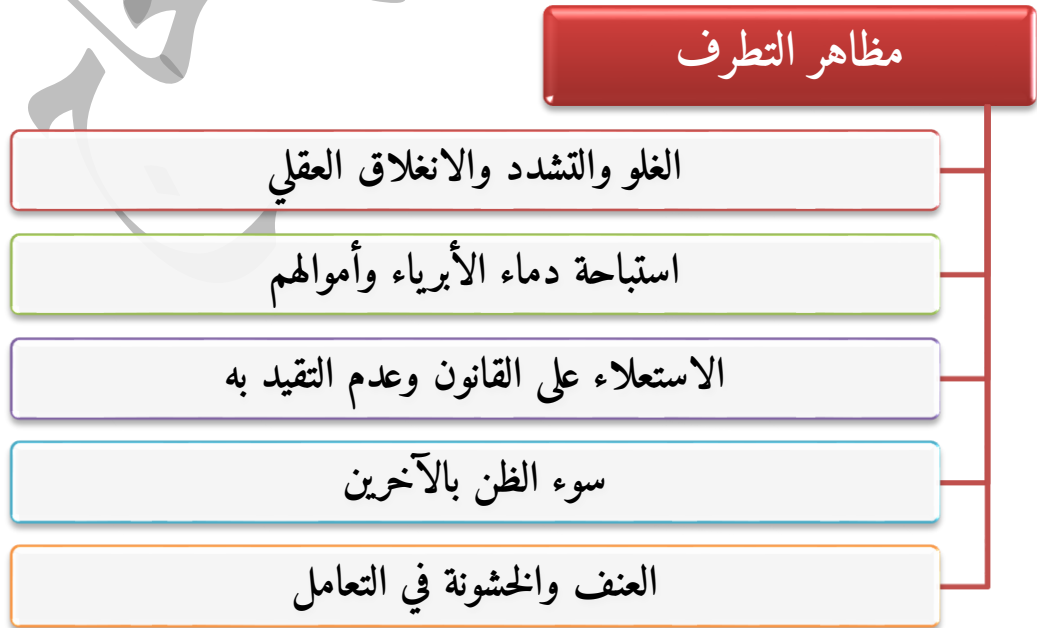 مظاهر التطرف
الغلو والتشدد والانغلاق العقلي
استباحة دماء الأبرياء وأموالهم
الاستعلاء على القانون وعدم التقيد به
سوء الظن بالآخرين
العنف والخشونة في التعامل